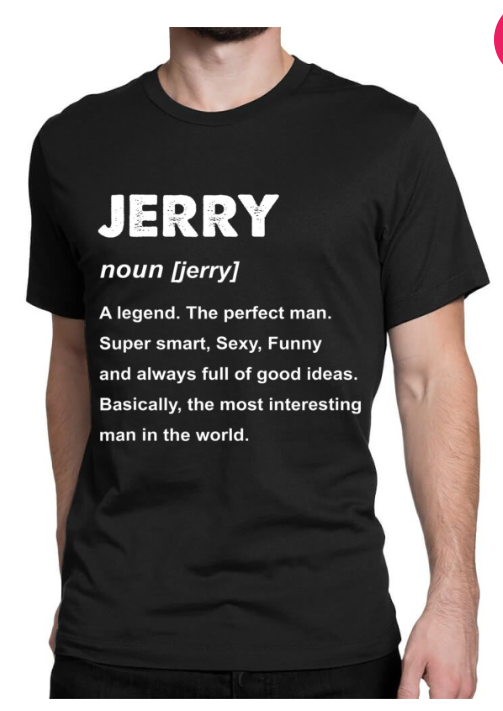 JERRY
noun [jerry]
A legend. The perfect man.
Super smart, Sexy, Funny
and always full of good ideas.
Basically, the most interesting
man in the world.